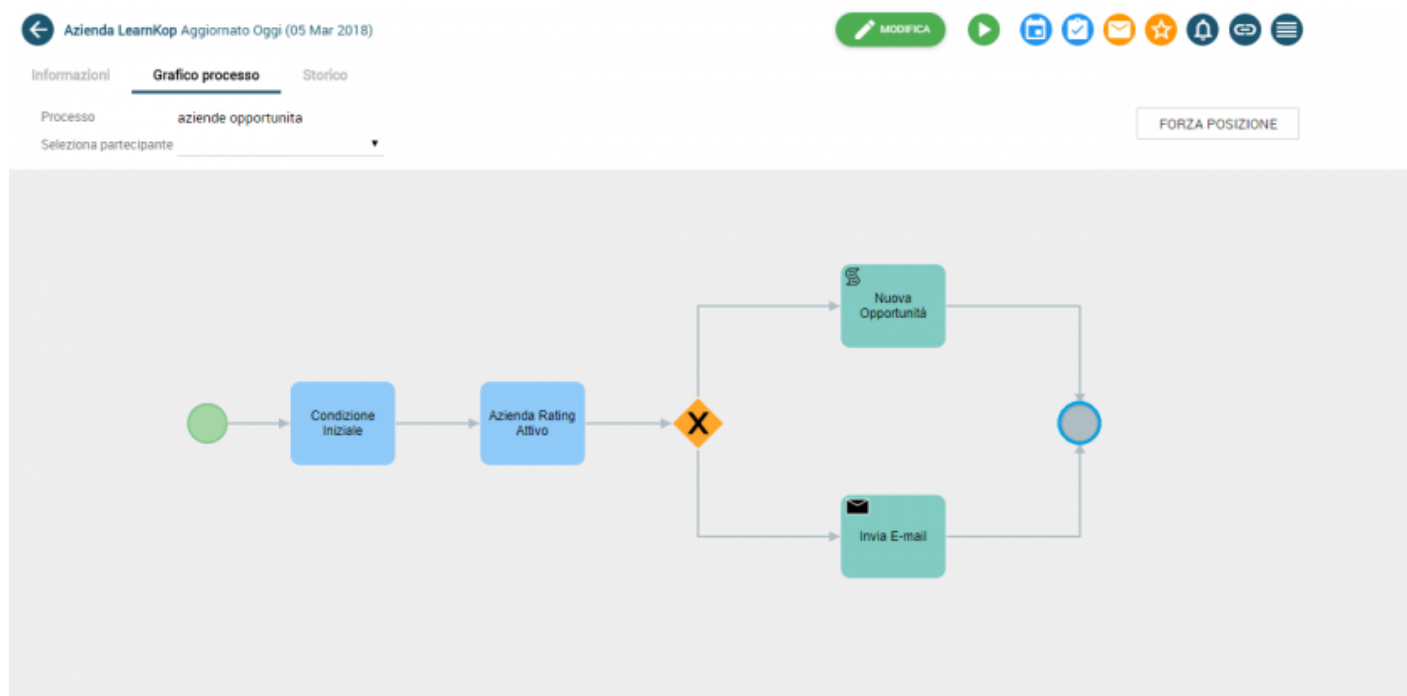 Azienda LearnKop Aggiornato Oggi (05 Mar 2018)
MODIFICA
Informazioni
Grafico processo
Storico
Processo
aziende opportunita
FORZA POSIZIONE
Seleziona partecipante
Nuova
Opportunità
Condizione
Iniziale
Azienda Rating
Attivo
X
Invia E-mail